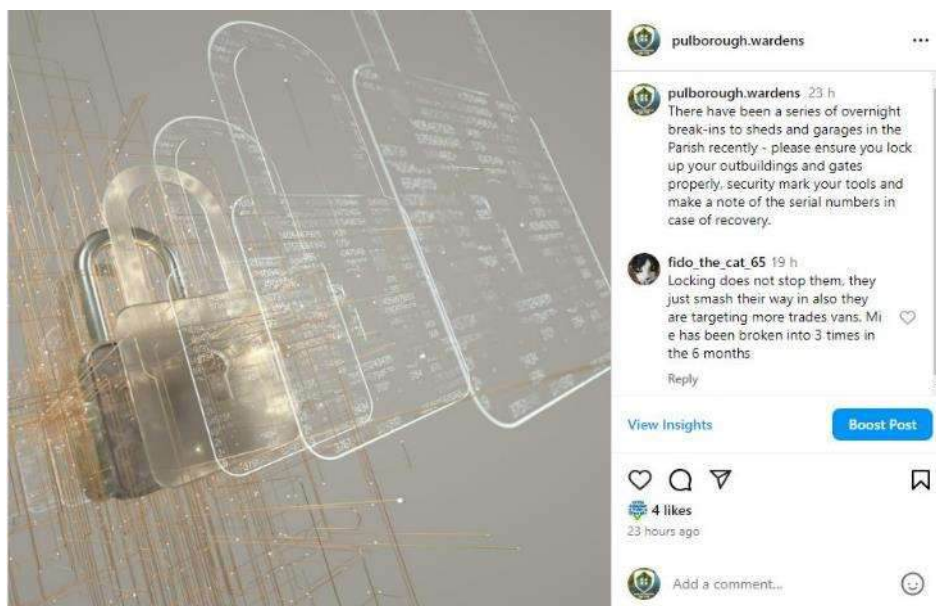 pulborough.wardens
pulborough.wardens 23 h
There have been a series of overnight
break-ins to sheds and garages in the
Parish recently - please ensure you lock
up your outbuildings and gates
properly, security mark your tools and
make a note of the serial numbers in
case of recovery.
fido_the_cat_65 19 h
Locking does not stop them, they
just smash their way in also they
are targeting more trades vans. Mi
e has been broken into 3 times in
the 6 months
Reply
View Insights
Boost Post
4 likes
23 hours ago
Add a comment...